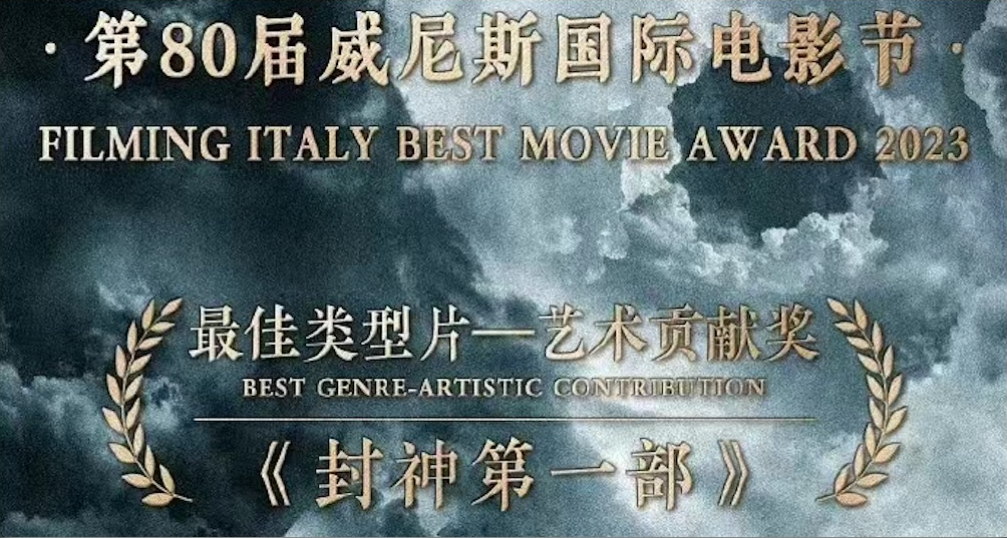 ·第80届威尼斯国际电影节·
FILMING ITALY BEST MOVIE AWARD 2023
最佳类型片—艺术贡献奖
BEST GENRE-ARTISTIC CONTRIBUTION
《封神第一部》